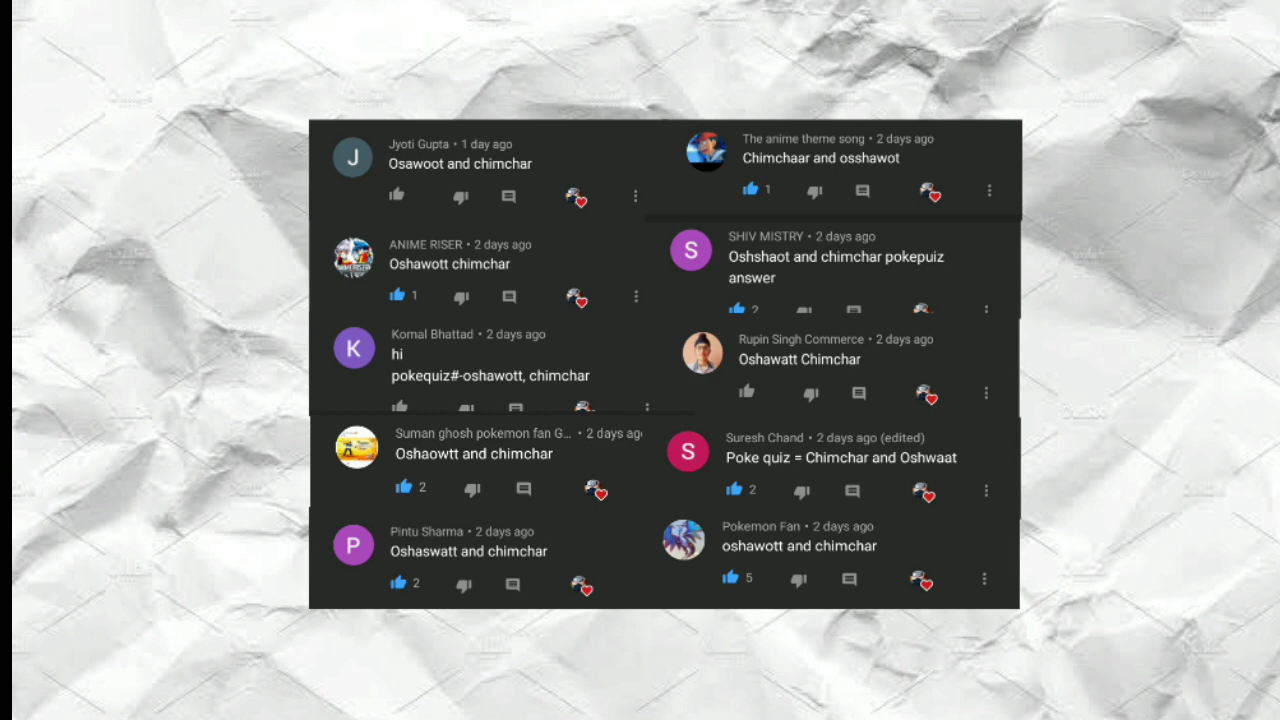 J
Jyoti Gupta • 1 day ago
Osawoot and chimchar
ANIME RISER • 2 days ago
Oshawott chimchar
1
K
Komal Bhattad • 2 days ago
hi
pokequiz#-oshawott, chimchar
Suman ghosh pokemon fan G... • 2 days ago
Oshaowtt and chimchar
2
P
Pintu Sharma • 2 days ago
Oshaswatt and chimchar
2
The anime theme song • 2 days ago
Chimchaar and osshawot
1
S
SHIV MISTRY • 2 days ago
Oshshaot and chimchar pokepuiz
answer
2
Rupin Singh Commerce • 2 days ago
Oshawatt Chimchar
S
Suresh Chand • 2 days ago (edited)
Poke quiz = Chimchar and Oshwaat
2
Pokemon Fan • 2 days ago
oshawott and chimchar
5